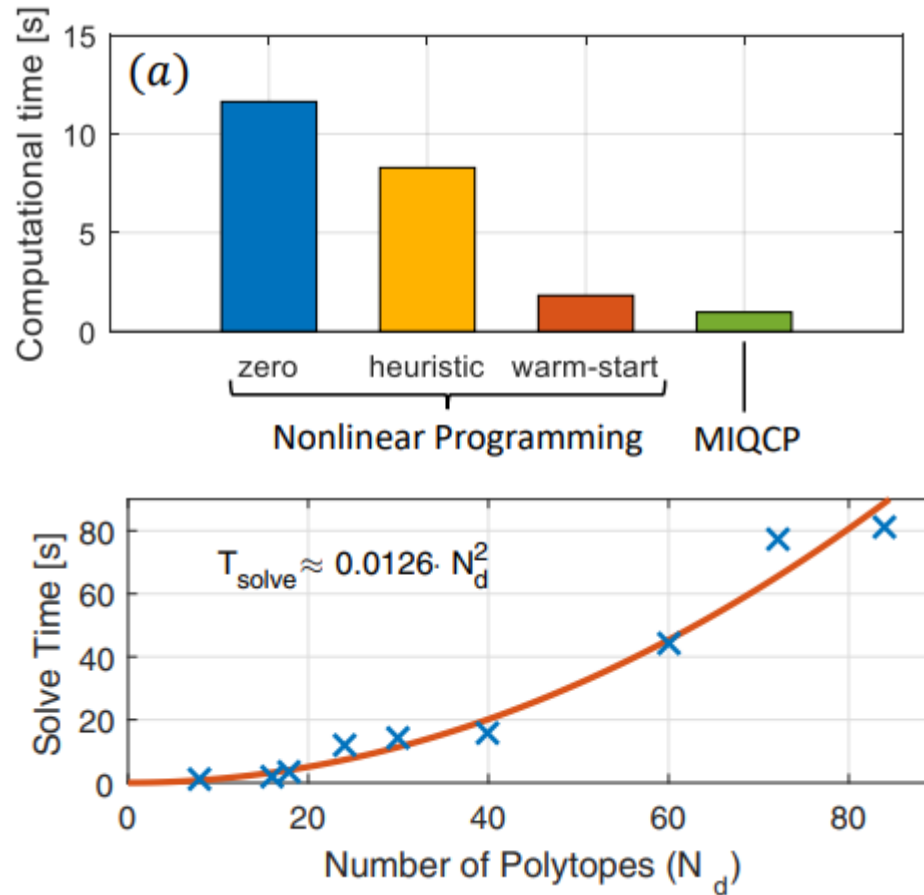 Computational time [s]
15
10
5
0
(a)
zero heuristic warm-start
Nonlinear Programming MIQCP
Solve Time [s]
80
60
40
20
0
T_solve ≈ 0.0126· N_d^2
0 20 40 60 80
Number of Polytopes (N_d)